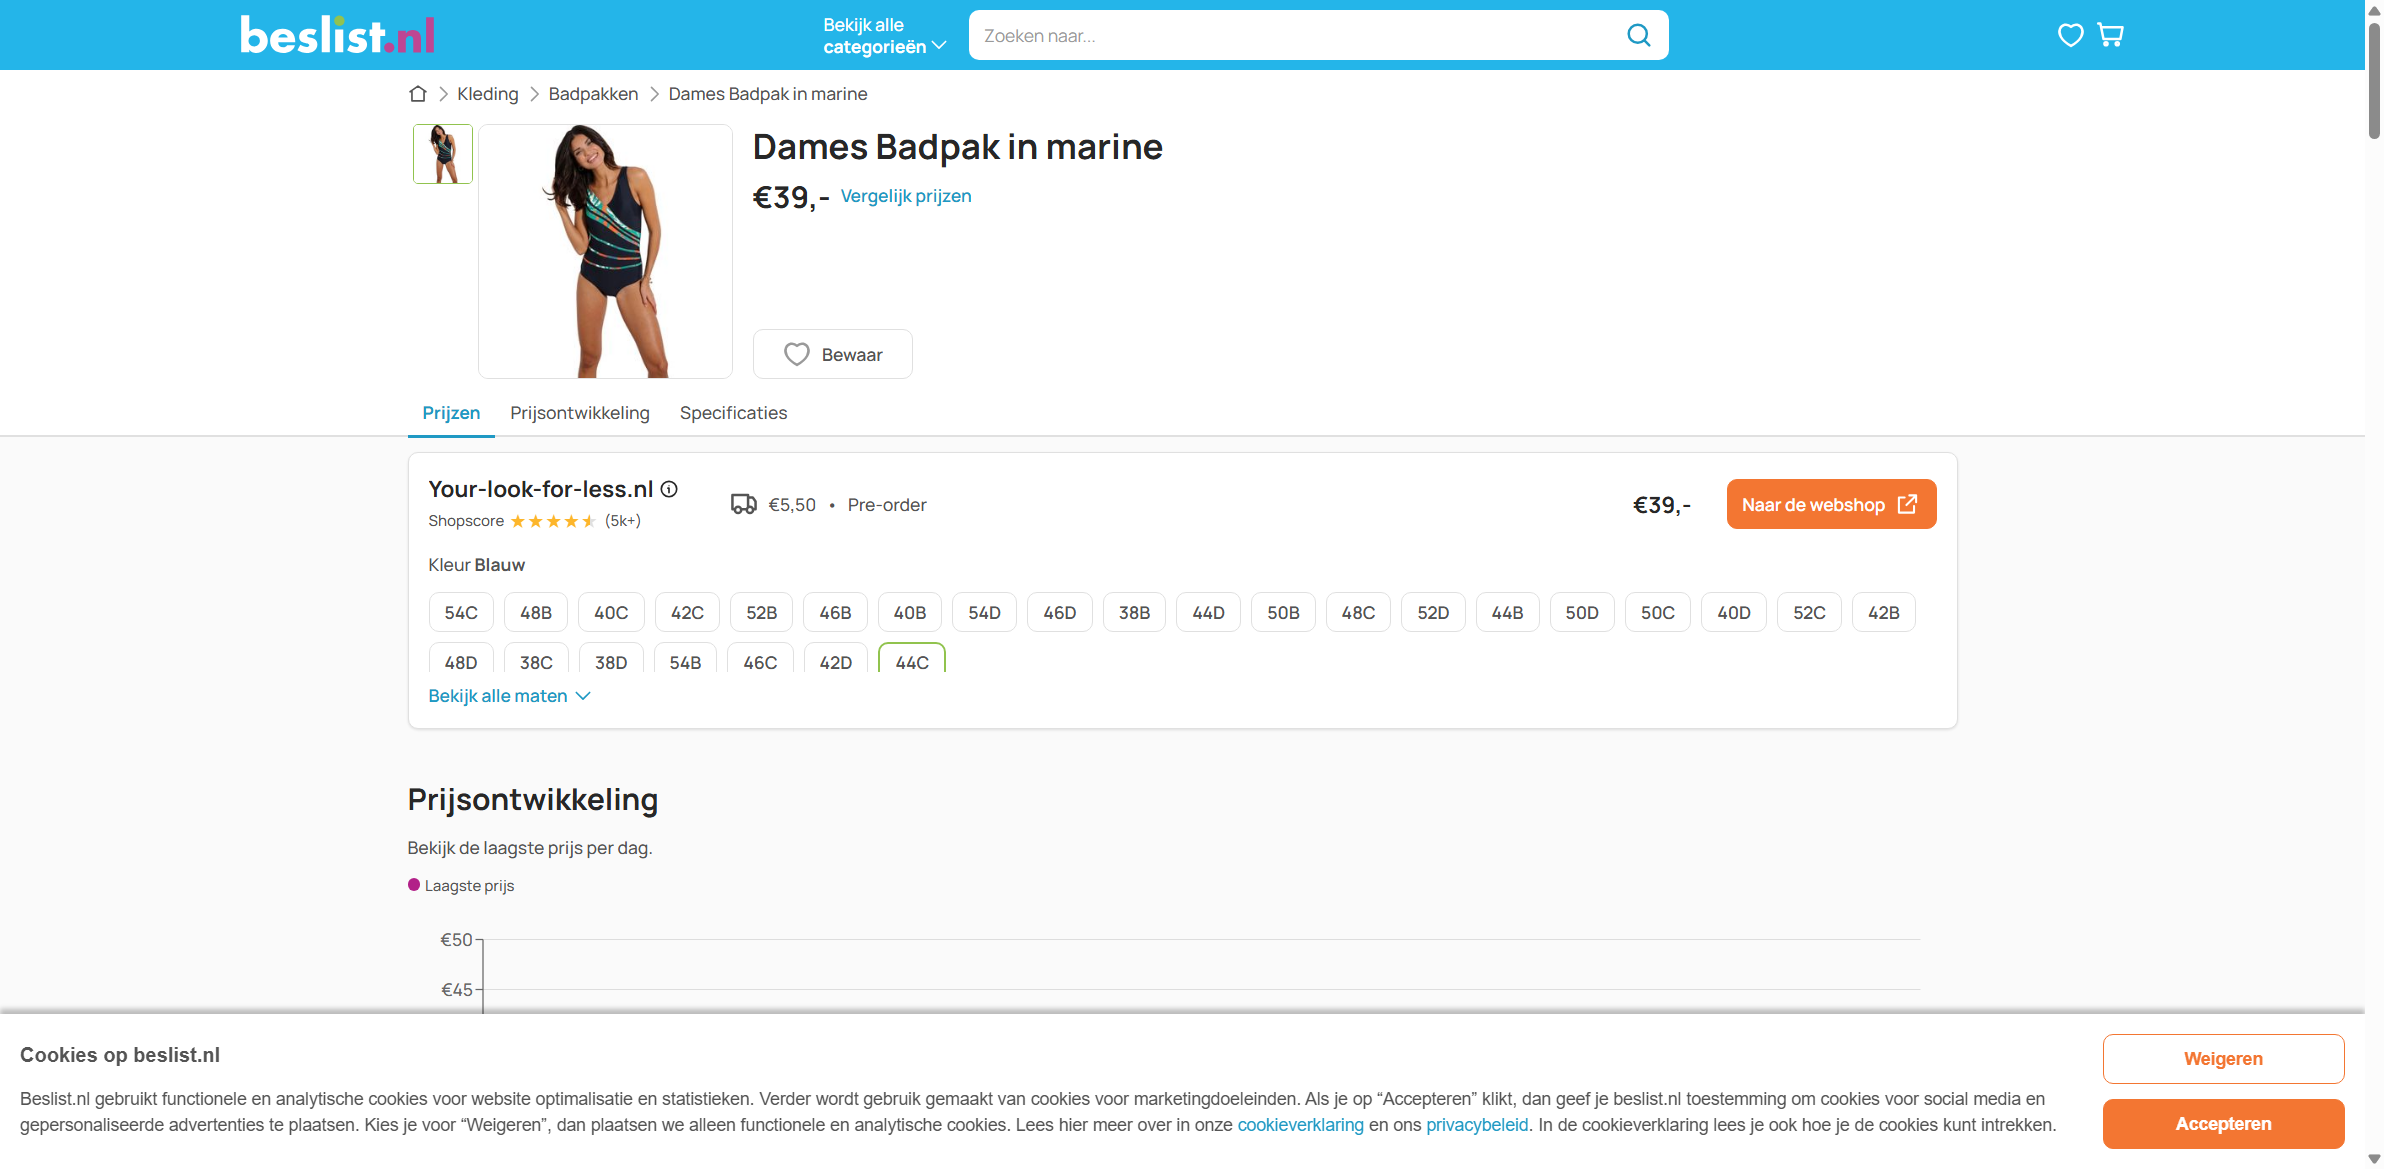 beslist.nl
Bekijk alle
categorieën
Zoeken naar...
Kleding
Badpakken
Dames Badpak in marine
Dames Badpak in marine
€39,- Vergelijk prijzen
Bewaar
Prijzen
Prijsontwikkeling
Specificaties
Your-look-for-less.nl
Shopscore (5k+)
€5,50 • Pre-order
€39,-
Naar de webshop
Kleur Blauw
54C 48B 40C 42C 52B 46B 40B 54D 46D 38B 44D 50B 48C 52D 44B 50D 50C 40D 52C 42B
48D 38C 38D 54B 46C 42D 44C
Bekijk alle maten
Prijsontwikkeling
Bekijk de laagste prijs per dag.
Laagste prijs
€50
€45
Cookies op beslist.nl
Beslist.nl gebruikt functionele en analytische cookies voor website optimalisatie en statistieken. Verder wordt gebruik gemaakt van cookies voor marketingdoeleinden. Als je op “Accepteren” klikt, dan geef je beslist.nl toestemming om cookies voor social media en
gepersonaliseerde advertenties te plaatsen. Kies je voor “Weigeren”, dan plaatsen we alleen functionele en analytische cookies. Lees hier meer over in onze cookieverklaring en ons privacybeleid. In de cookieverklaring lees je ook hoe je de cookies kunt intrekken.
Weigeren
Accepteren